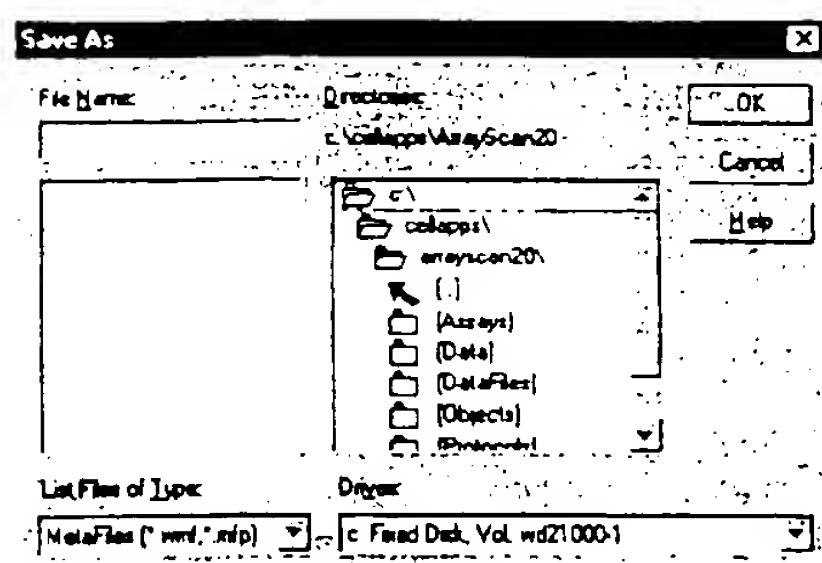 Save As
File Name:
Directories:
OK
c:\cellapps\ArrayScan20
Cancel
Help
c:\
cellapps\
arrayscan20\
[..]
[Assays]
[Data]
[DataFiles]
[Objects]
[Protocols]
List Files of Type:
Drives:
MetaFiles (*.wmf,*.mfp)
c: Fixed Disk, Vol. wd21000-1